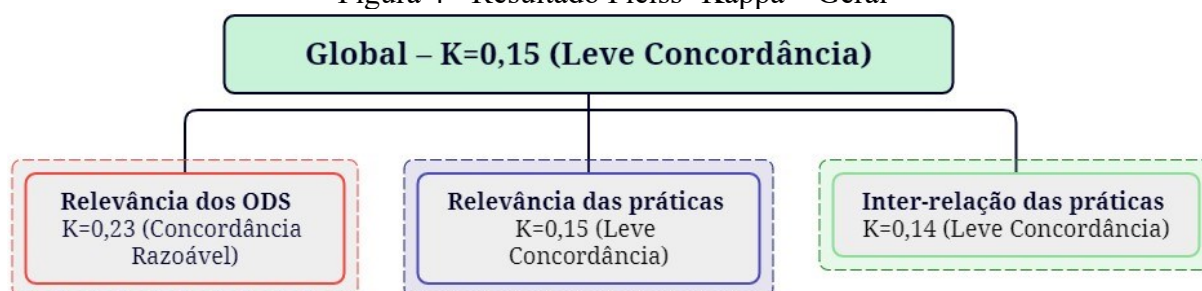 Global – K=0,15 (Leve Concordância)
Relevância dos ODS
K=0,23 (Concordância
Razoável)
Relevância das práticas
K=0,15 (Leve
Concordância)
Inter-relação das práticas
K=0,14 (Leve Concordância)